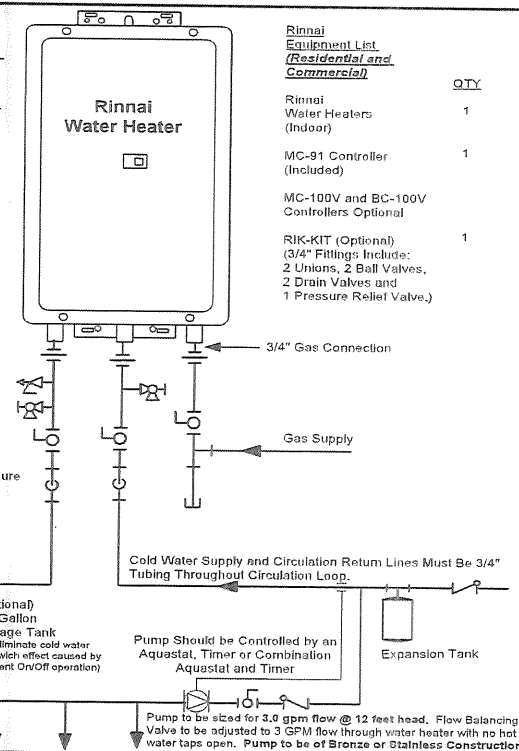 Rinnai
Equipment List
(Residential and
Commercial)
QTY
Rinnai
Water Heaters
(Indoor)
1
MC-91 Controller
(Included)
1
MC-100V and BC-100V
Controllers Optional
RIK-KIT (Optional)
(3/4" Fittings Include:
2 Unions, 2 Ball Valves,
2 Drain Valves and
1 Pressure Relief Valve.)
1
Rinnai
Water Heater
3/4" Gas Connection
Gas Supply
ure
Cold Water Supply and Circulation Return Lines Must Be 3/4"
Tubing Throughout Circulation Loop.
tional)
Gallon
age Tank
liminate cold water
wich effect caused by
ent On/Off operation)
Pump Should be Controlled by an
Aquastat, Timer or Combination
Aquastat and Timer
Expansion Tank
Pump to be sized for 3.0 gpm flow @ 12 feet head. Flow Balancing
Valve to be adjusted to 3 GPM flow through water heater with no hot
water taps open. Pump to be of Bronze or Stainless Constructio